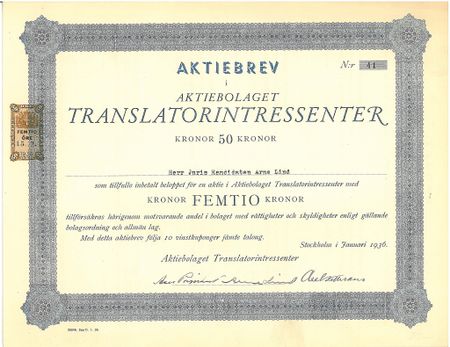 AKTIEBREV
N:r 41
i
AKTIEBOLAGET
TRANSLATORINTRESSENTER
KRONOR 50 KRONOR
Herr Juris Kandidaten Arne Lind
som tillfullo inbetalt beloppet för en aktie i Aktiebolaget Translatorintressenter med
KRONOR FEMTIO KRONOR
tillförsäkras härigenom motsvarande andel i bolaget med rättigheter och skyldigheter enligt gällande
bolagsordning och allmän lag.
Med detta aktiebrev följa 10 vinstkuponger jämte talong.
Stockholm i Januari 1936.
Aktiebolaget Translatorintressenter
FEMTIO
ÖRE